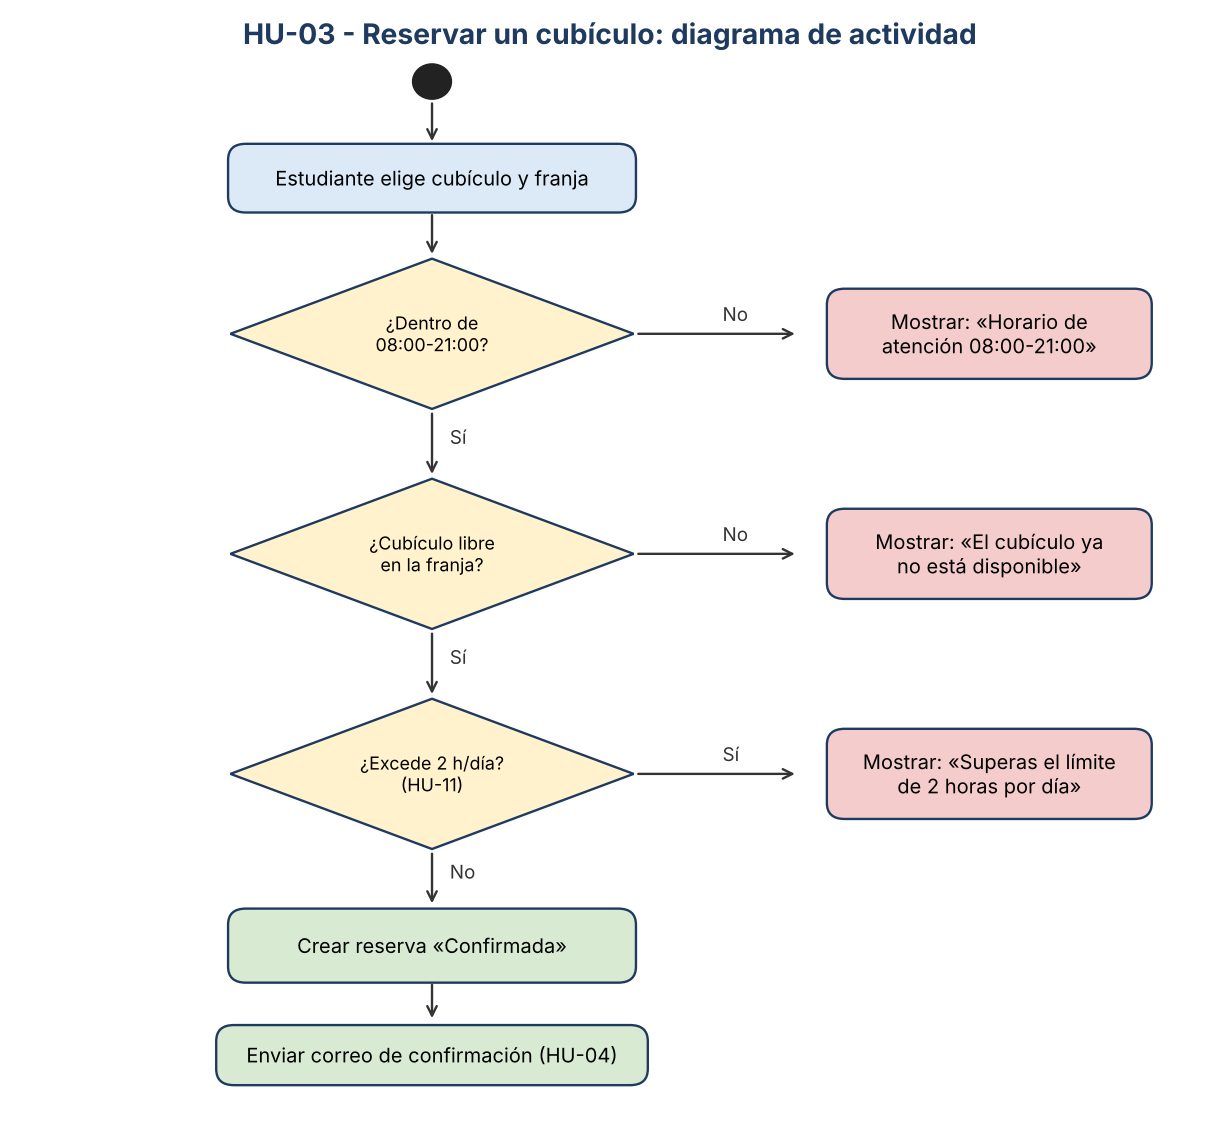 HU-03 - Reservar un cubículo: diagrama de actividad
Estudiante elige cubículo y franja
¿Dentro de
08:00-21:00?
No
Mostrar: «Horario de
atención 08:00-21:00»
Sí
¿Cubículo libre
en la franja?
No
Mostrar: «El cubículo ya
no está disponible»
Sí
¿Excede 2 h/día?
(HU-11)
Sí
Mostrar: «Superas el límite
de 2 horas por día»
No
Crear reserva «Confirmada»
Enviar correo de confirmación (HU-04)